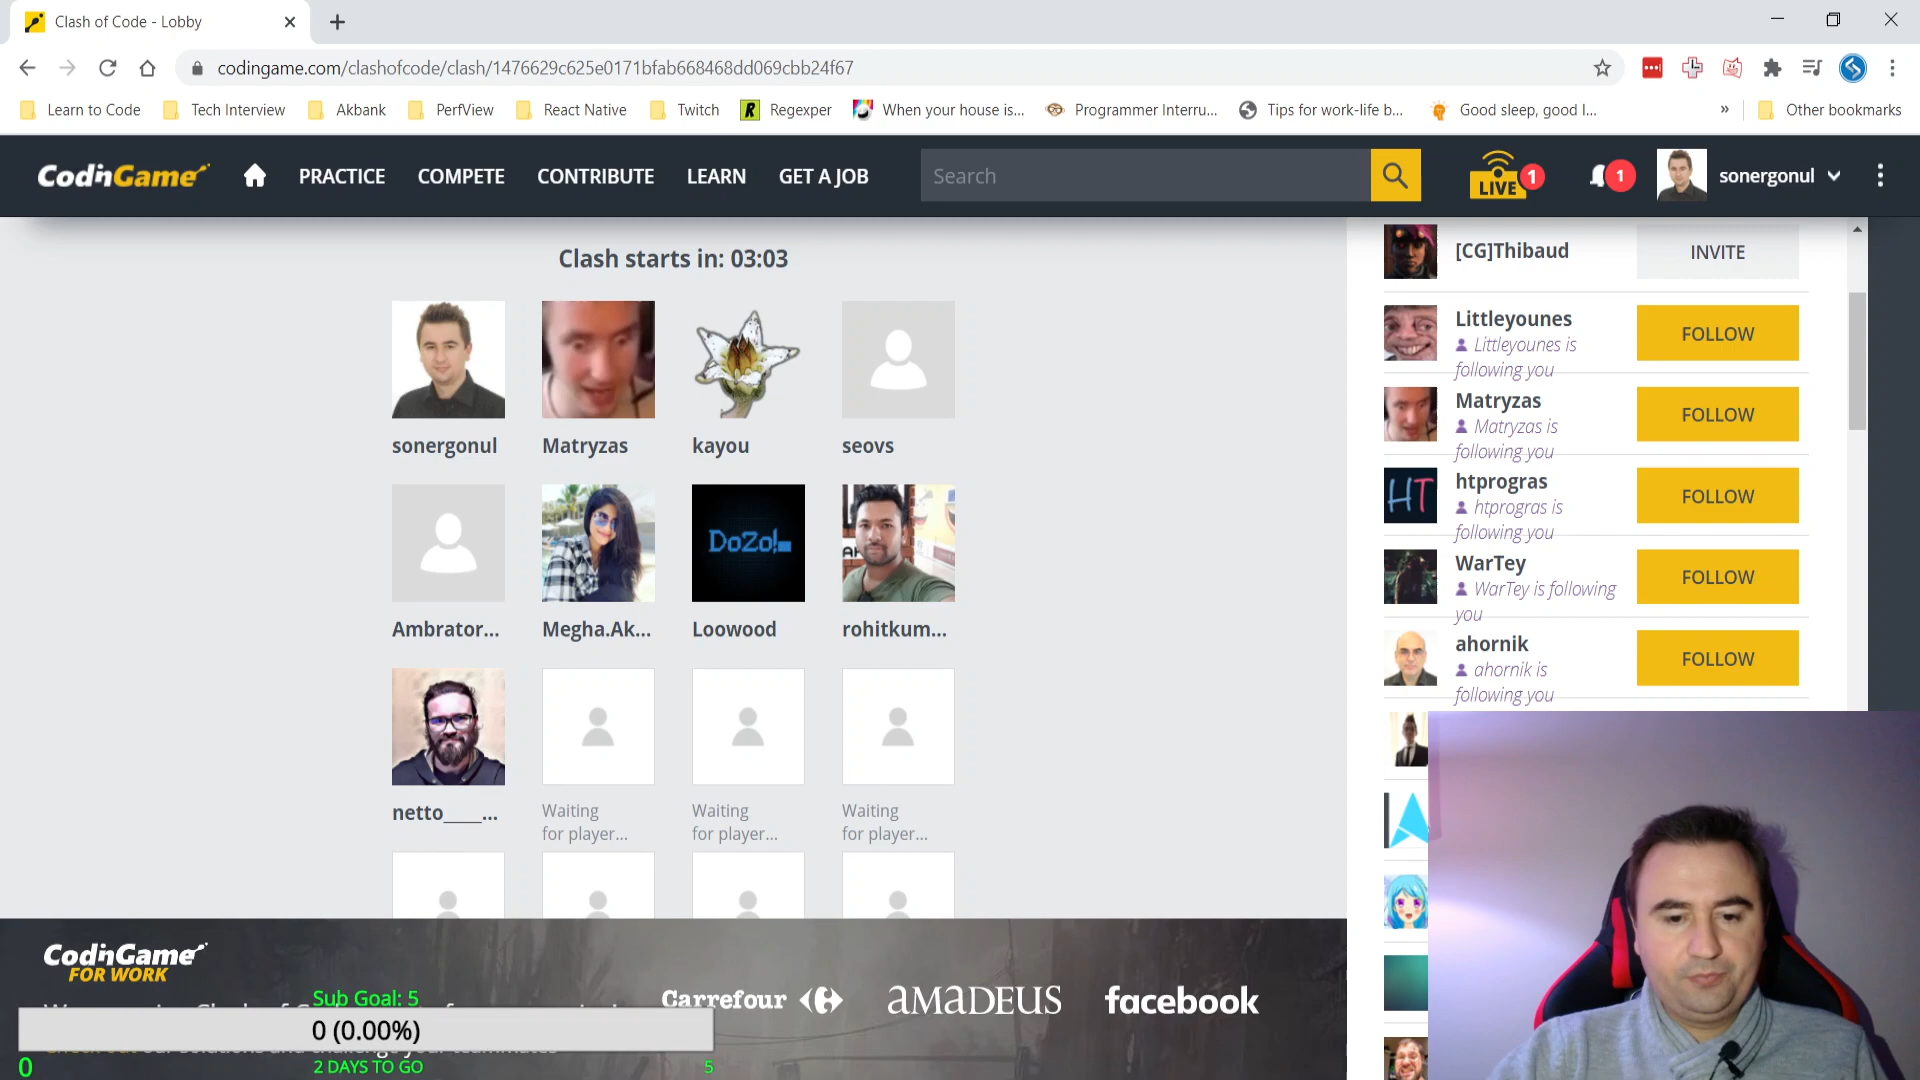 Clash of Code - Lobby
codingame.com/clashofcode/clash/1476629c625e0171bfab668468dd069cbb24f67
Learn to Code
Tech Interview
Akbank
PerfView
React Native
Twitch
R
Regexper
When your house is...
Programmer Interru...
Tips for work-life b...
Good sleep, good l...
»
Other bookmarks
CodinGame
PRACTICE
COMPETE
CONTRIBUTE
LEARN
GET A JOB
Search
LIVE
1
1
sonergonul
Clash starts in: 03:03
sonergonul
Matryzas
kayou
seovs
DoZo!
Ambrator...
Megha.Ak...
Loowood
rohitkum...
netto____...
Waiting
for player...
Waiting
for player...
Waiting
for player...
[CG]Thibaud
INVITE
Littleyounes
Littleyounes is
following you
FOLLOW
Matryzas
Matryzas is
following you
FOLLOW
HT
htprogras
htprogras is
following you
FOLLOW
WarTey
WarTey is following
you
FOLLOW
ahornik
ahornik is
following you
FOLLOW
CodinGame
FOR WORK
Carrefour
AMADEUS
facebook
Sub Goal: 5
0 (0.00%)
0
2 DAYS TO GO
5